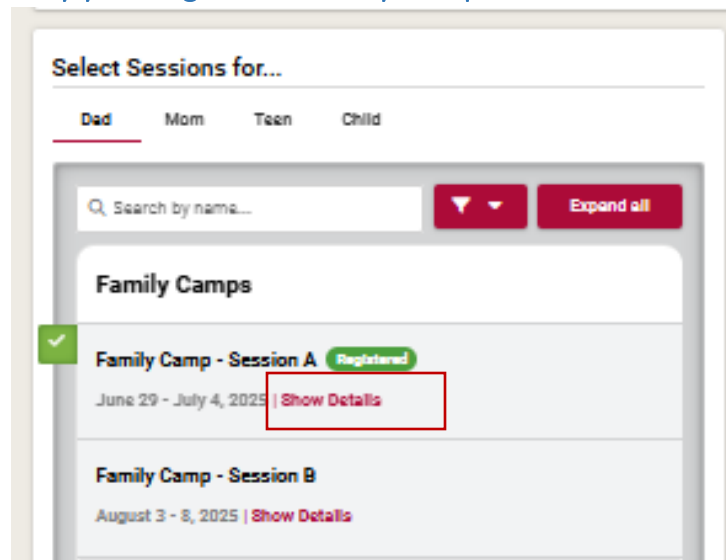 Select Sessions for...
Dad Mom Teen Child
Search by name... Expand all
Family Camps
Family Camp - Session A Registered
June 29 - July 4, 2025 | Show Details
Family Camp - Session B
August 3 - 8, 2025 | Show Details